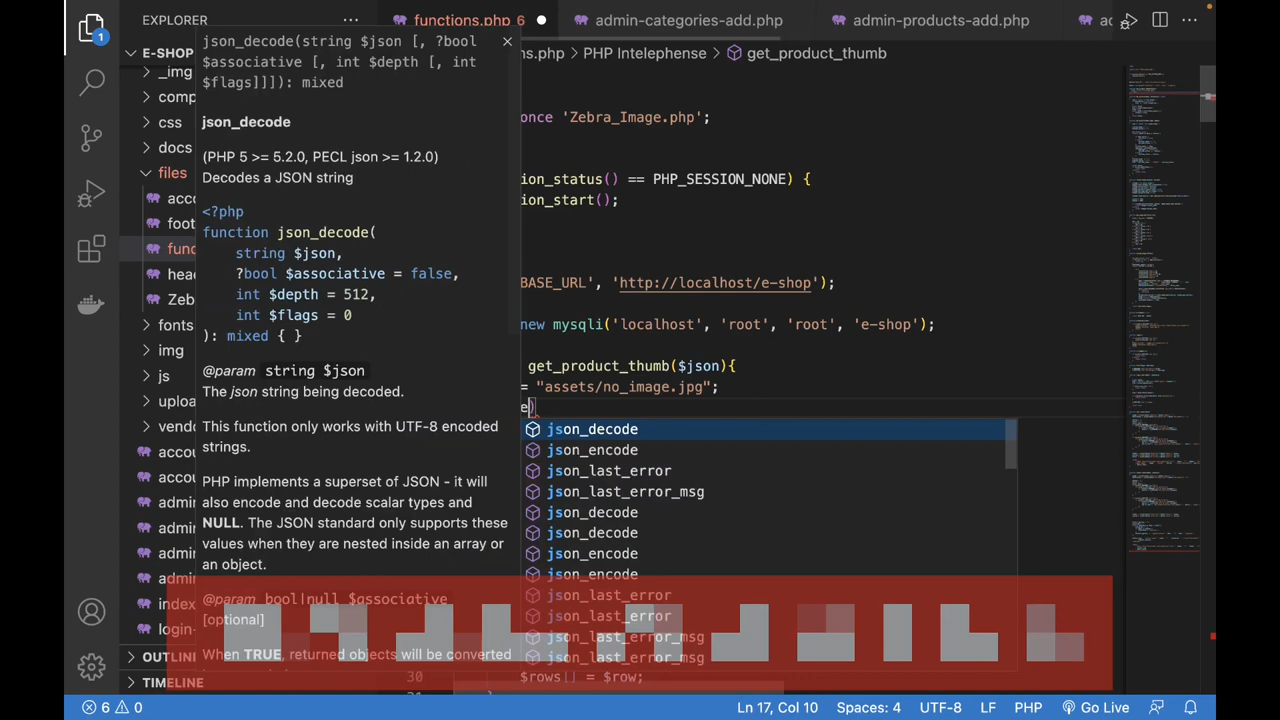 EXPLORER
functions.php 6
admin-categories-add.php
admin-products-add.php
1
E-SHOP
ns.php > PHP Intelephense > get_product_thumb
_img
comp
css
docs
files
acco
foot
func
head
Zeb
fonts
img
js
uploa
vendo
accou
accou
admin
admin
admin
index
login-
OUTLINE
TIMELINE
json_decode(string $json [, ?bool
$associative [, int $depth [, int
$flags]]]): mixed
json_decode
(PHP 5 >= 5.2.0, PECL json >= 1.2.0)
Decodes a JSON string
<?php
function json_decode(
string $json,
?bool $associative = false,
int $depth = 512,
int $flags = 0
): mixed { }
@param string $json
The json string being decoded.
This function only works with UTF-8 encoded
strings.
PHP implements a superset of JSON - it will
also encode and decode scalar types and
NULL. The JSON standard only supports these
values when they are nested inside an array or
an object.
@param bool|null $associative
[optional]
When TRUE, returned objects will be converted
once 'Zebra_Image.php';
ion_status() == PHP_SESSION_NONE) {
ion_start();
BASE_URL', 'http://localhost/e-shop');
new mysqli('localhost', 'root', 'root', 'e-shop');
get_product_thumb($json){
= "assets/no_image.jpg";
e)
json_decode
json_encode
json_last_error
json_last_error_msg
json_decode
json_decode
json_encode
json_encode
json_last_error
json_last_error
json_last_error_msg
json_last_error_msg
30 $rows[] = $row;
6 0
Ln 17, Col 10
Spaces: 4
UTF-8
LF
PHP
Go Live